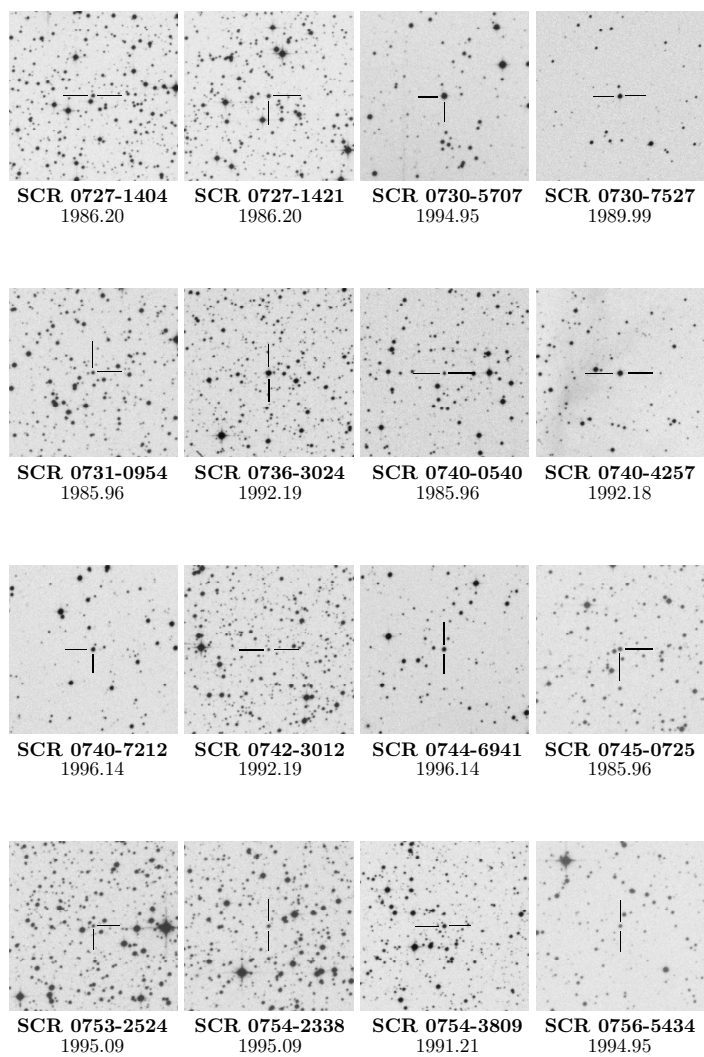 SCR 0727-1404 SCR 0727-1421 SCR 0730-5707 SCR 0730-7527
1986.20 1986.20 1994.95 1989.99
SCR 0731-0954 SCR 0736-3024 SCR 0740-0540 SCR 0740-4257
1985.96 1992.19 1985.96 1992.18
SCR 0740-7212 SCR 0742-3012 SCR 0744-6941 SCR 0745-0725
1996.14 1992.19 1996.14 1985.96
SCR 0753-2524 SCR 0754-2338 SCR 0754-3809 SCR 0756-5434
1995.09 1995.09 1991.21 1994.95